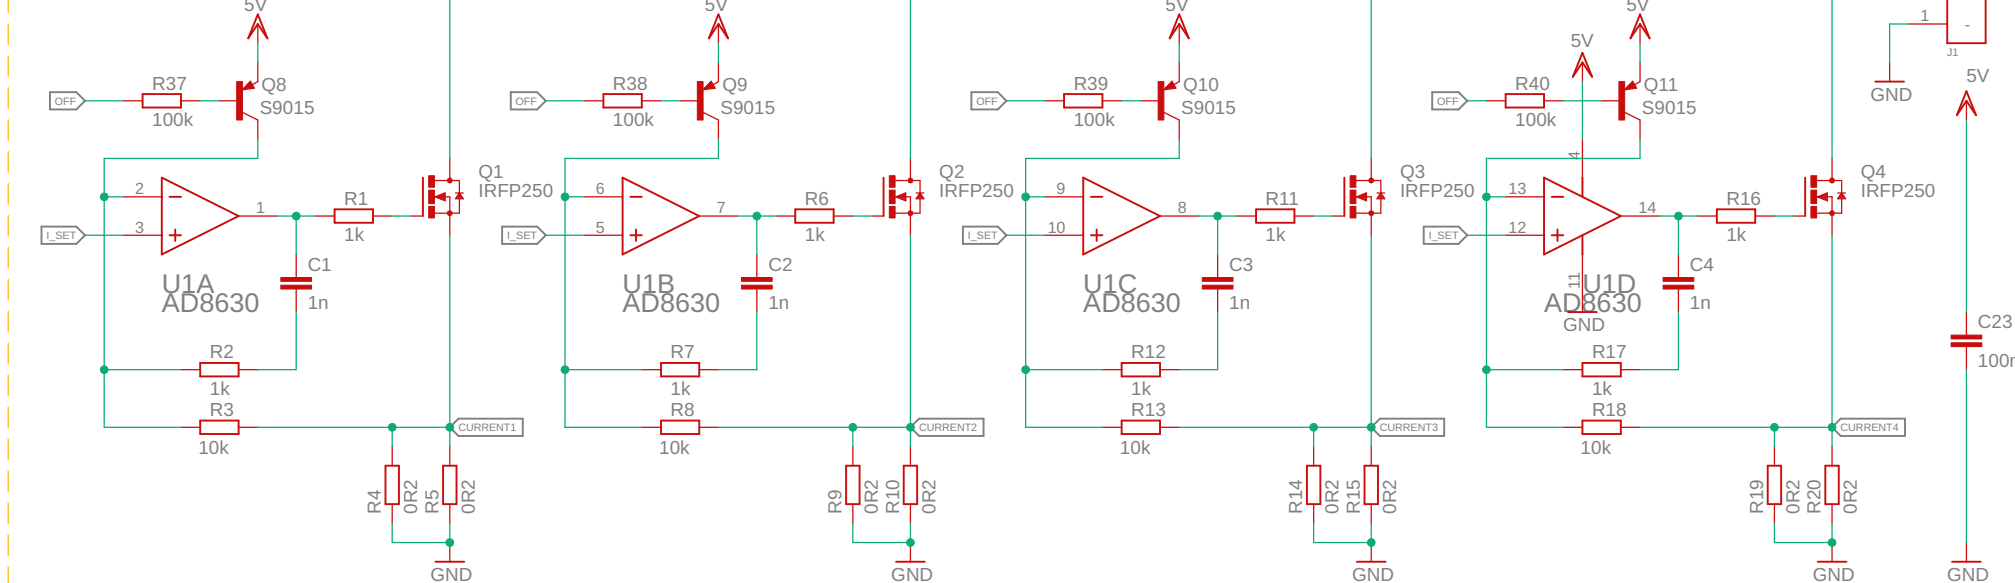 5V
5V
5V
5V
1
-
J1
5V
5V
R37
Q8
OFF
S9015
100k
R38
Q9
OFF
S9015
100k
R39
Q10
OFF
S9015
100k
R40
Q11
OFF
S9015
100k
GND
Q1
IRFP250
2
3
1
R1
1k
I_SET
U1A
AD8630
C1
1n
R2
1k
R3
10k
CURRENT1
R4
0R2
R5
0R2
GND
Q2
IRFP250
6
5
7
R6
1k
I_SET
U1B
AD8630
C2
1n
R7
1k
R8
10k
CURRENT2
R9
0R2
R10
0R2
GND
Q3
IRFP250
9
10
8
R11
1k
I_SET
U1C
AD8630
C3
1n
R12
1k
R13
10k
CURRENT3
R14
0R2
R15
0R2
GND
4
Q4
IRFP250
13
12
14
R16
1k
I_SET
11
U1D
AD8630
GND
C4
1n
R17
1k
R18
10k
CURRENT4
R19
0R2
R20
0R2
GND
C23
100n
GND